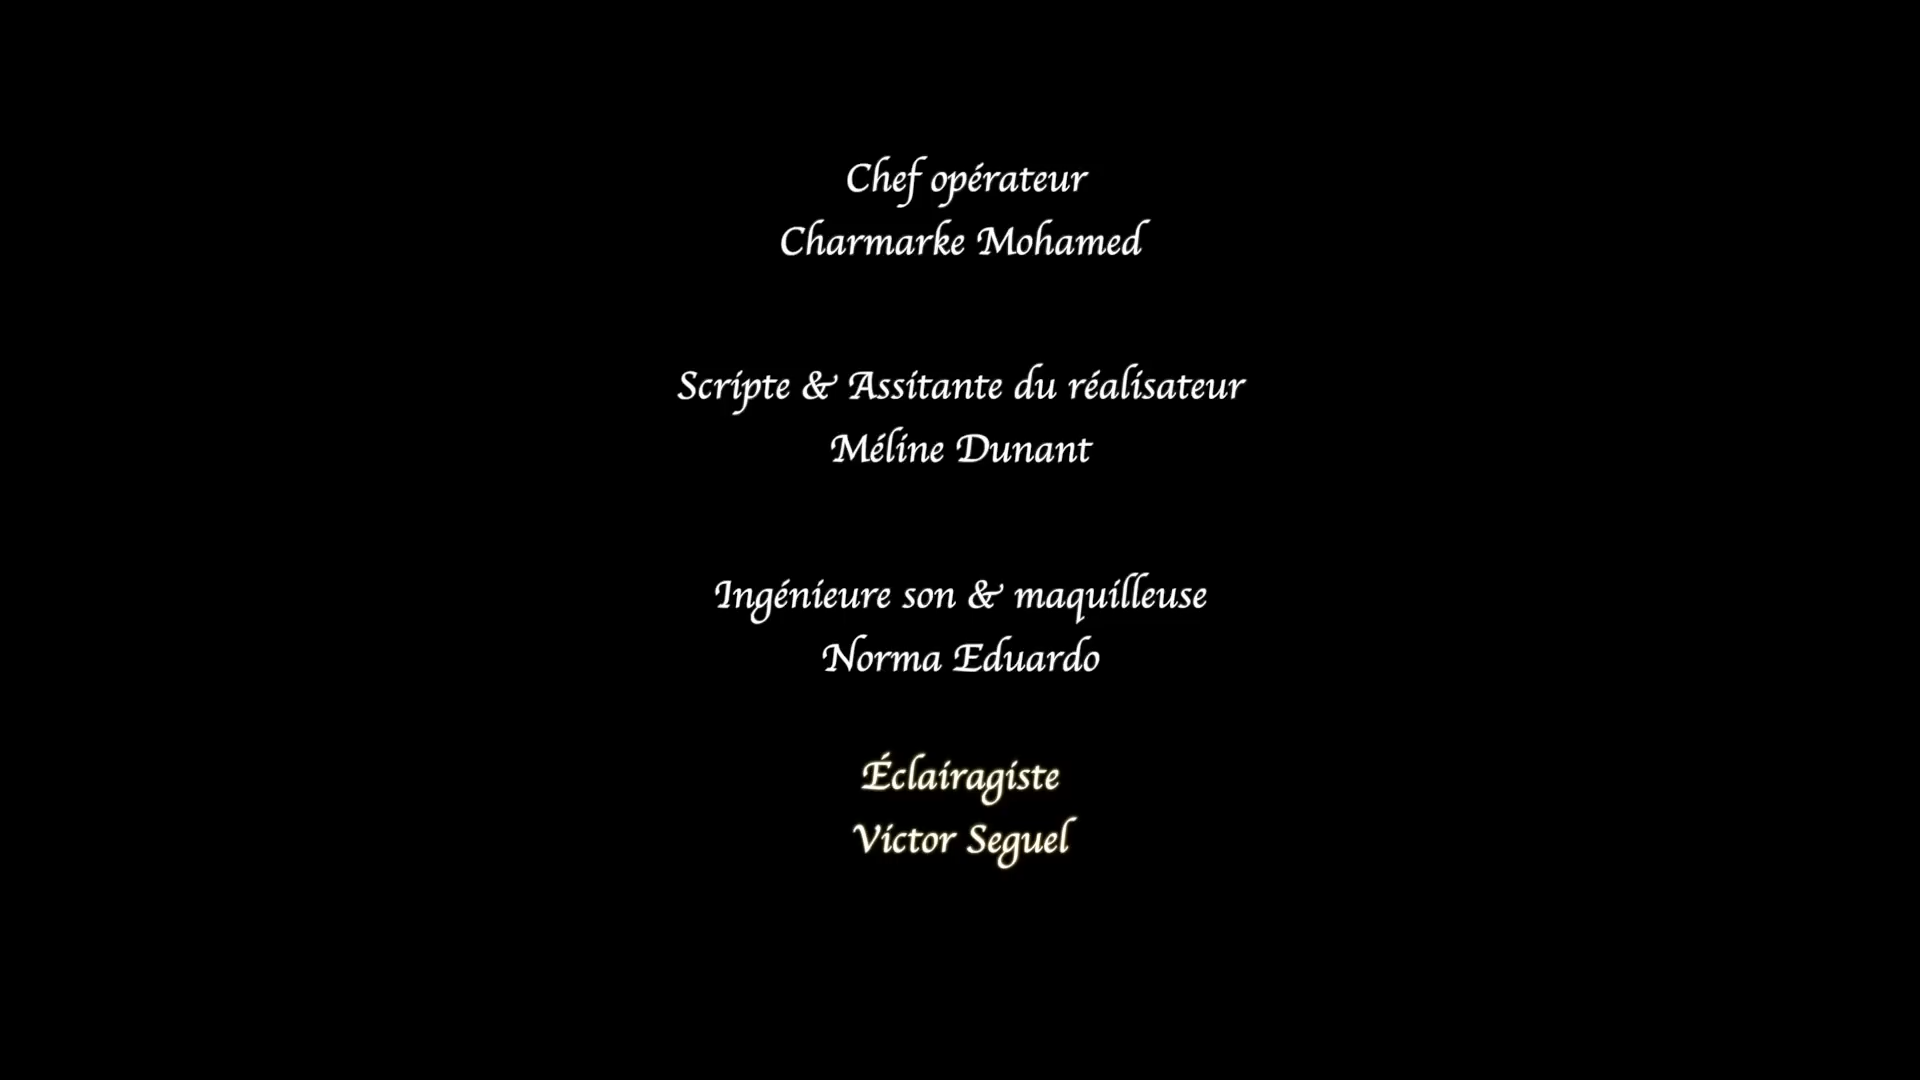 Chef opérateur
Charmarke Mohamed
Scripte & Assitante du réalisateur
Méline Dunant
Ingénieure son & maquilleuse
Norma Eduardo
Éclairagiste
Victor Seguel